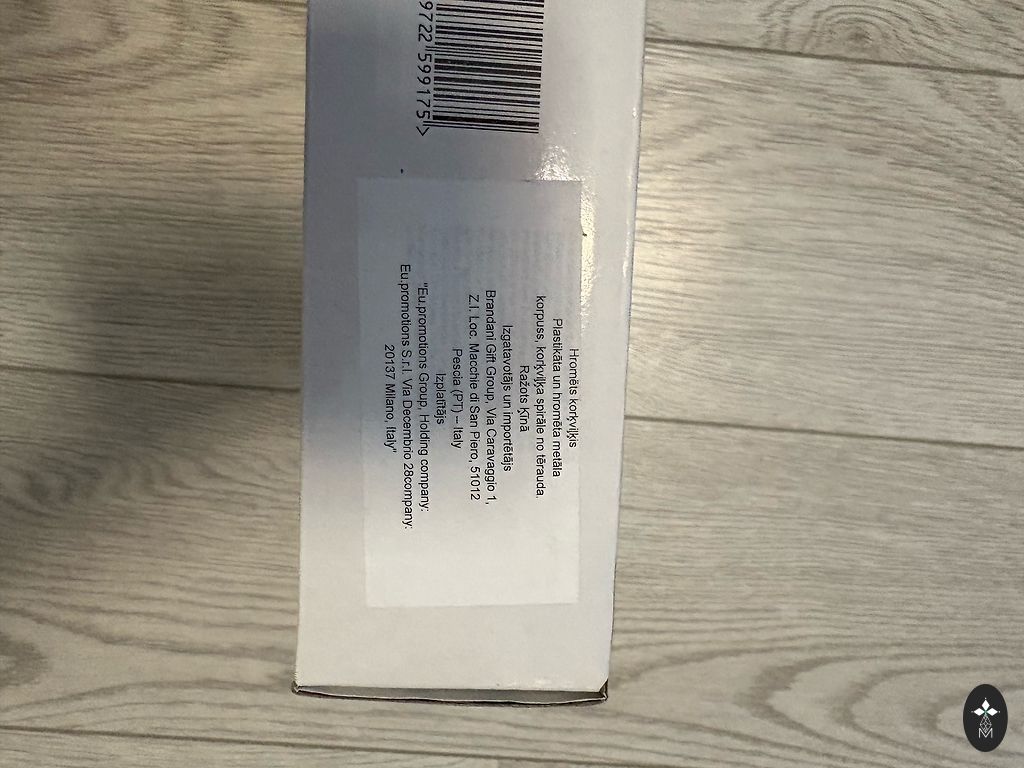 9722 599175 >
Hromēts korķviļķis
Plastikāta un hromēta metāla
korpuss, korķviļķa spirāle no tērauda.
Ražots Ķīnā
Izgatavotājs un importētājs
Brandani Gift Group, Via Caravaggio 1,
Z.I. Loc. Macchie di San Piero, 51012
Pescia (PT) – Italy
Izplatītājs
"Eu.promotions Group, Holding company:
Eu.promotions S.r.l. Via Decembrio 28company:
20137 Milano, Italy"
M